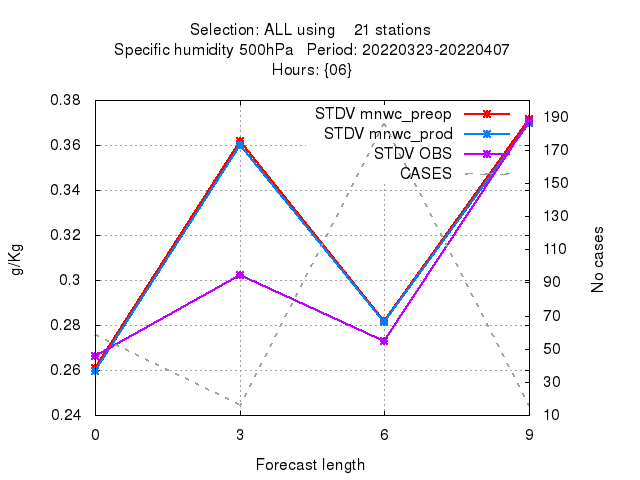 Selection: ALL using    21 stations
Specific humidity 500hPa   Period: 20220323-20220407
Hours: {06}
STDV mnwc_preop
STDV mnwc_prod
STDV OBS
CASES
g/Kg
0.38
0.36
0.34
0.32
0.3
0.28
0.26
0.24
No cases
190
170
150
130
110
90
70
50
30
10
0
3
6
9
Forecast length